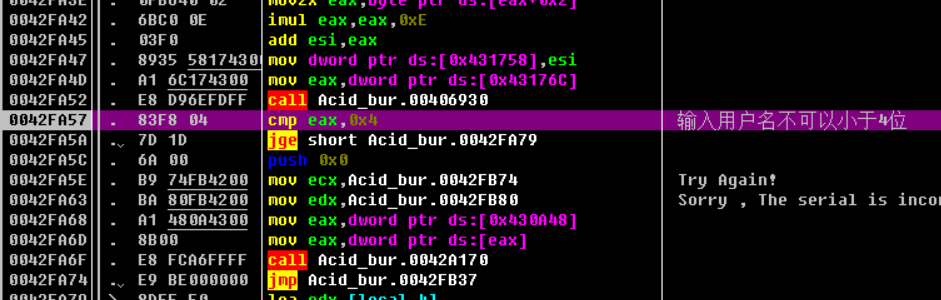 0042FA3E . 0FB640 02 movzx eax,byte ptr ds:[eax+0x2]
0042FA42 . 6BC0 0E imul eax,eax,0xE
0042FA45 . 03F0 add esi,eax
0042FA47 . 8935 58174300 mov dword ptr ds:[0x431758],esi
0042FA4D . A1 6C174300 mov eax,dword ptr ds:[0x43176C]
0042FA52 . E8 D96EFDFF call Acid_bur.00406930
0042FA57 . 83F8 04 cmp eax,0x4 输入用户名不可以小于4位
0042FA5A . 7D 1D jge short Acid_bur.0042FA79
0042FA5C . 6A 00 push 0x0
0042FA5E . B9 74FB4200 mov ecx,Acid_bur.0042FB74 Try Again!
0042FA63 . BA 80FB4200 mov edx,Acid_bur.0042FB80 Sorry , The serial is incor
0042FA68 . A1 480A4300 mov eax,dword ptr ds:[0x430A48]
0042FA6D . 8B00 mov eax,dword ptr ds:[eax]
0042FA6F . E8 FCA6FFFF call Acid_bur.0042A170
0042FA74 . E9 BE000000 jmp Acid_bur.0042FB37
0042FA79 > 8D55 F0 lea edx,[local.4]